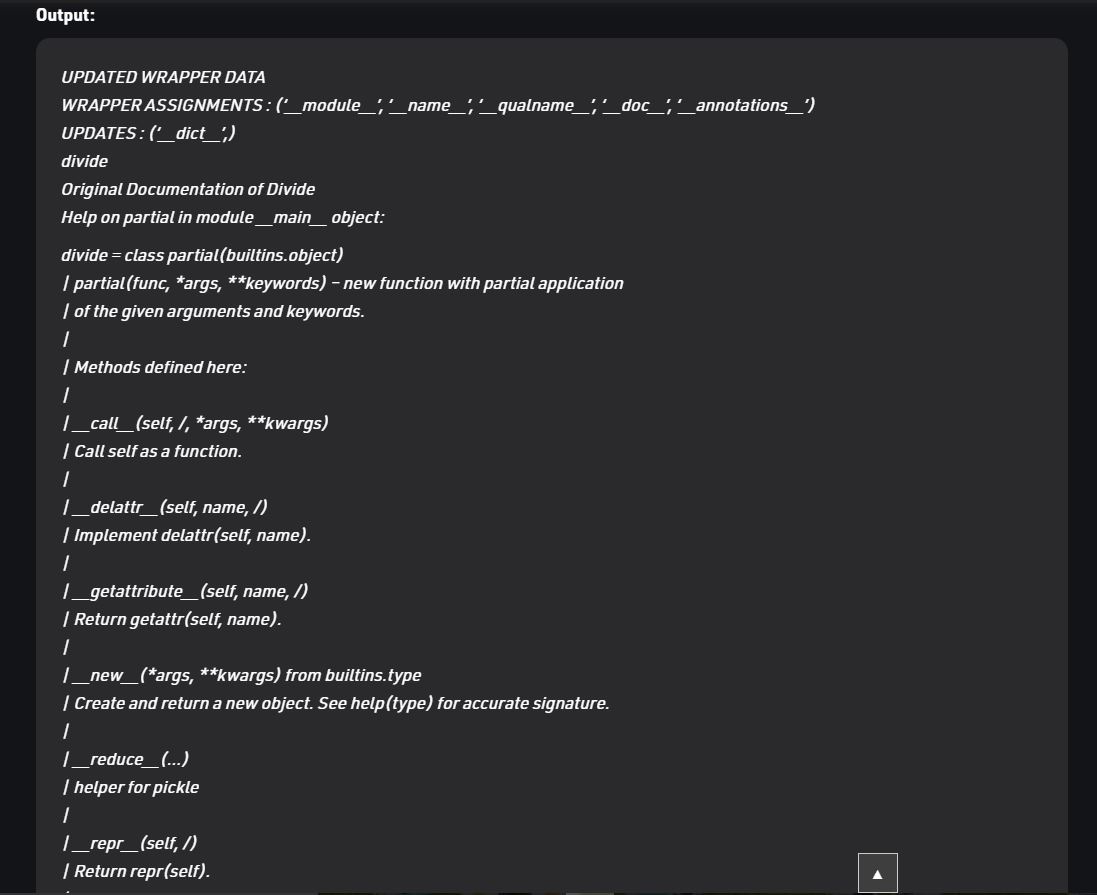 Output:
UPDATED WRAPPER DATA
WRAPPER ASSIGNMENTS : (‘__module__’, ‘__name__’, ‘__qualname__’, ‘__doc__’, ‘__annotations__‘)
UPDATES : (‘__dict__’,)
divide
Original Documentation of Divide
Help on partial in module __main__ object:
divide = class partial(builtins.object)
| partial(func, *args, **keywords) – new function with partial application
| of the given arguments and keywords.
|
| Methods defined here:
|
| __call__(self, /, *args, **kwargs)
| Call self as a function.
|
| __delattr__(self, name, /)
| Implement delattr(self, name).
|
| __getattribute__(self, name, /)
| Return getattr(self, name).
|
| __new__(*args, **kwargs) from builtins.type
| Create and return a new object. See help(type) for accurate signature.
|
| __reduce__(…)
| helper for pickle
|
| __repr__(self, /)
| Return repr(self).